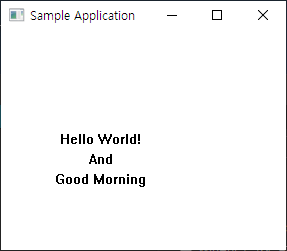 Sample Application
Hello World!
And
Good Morning